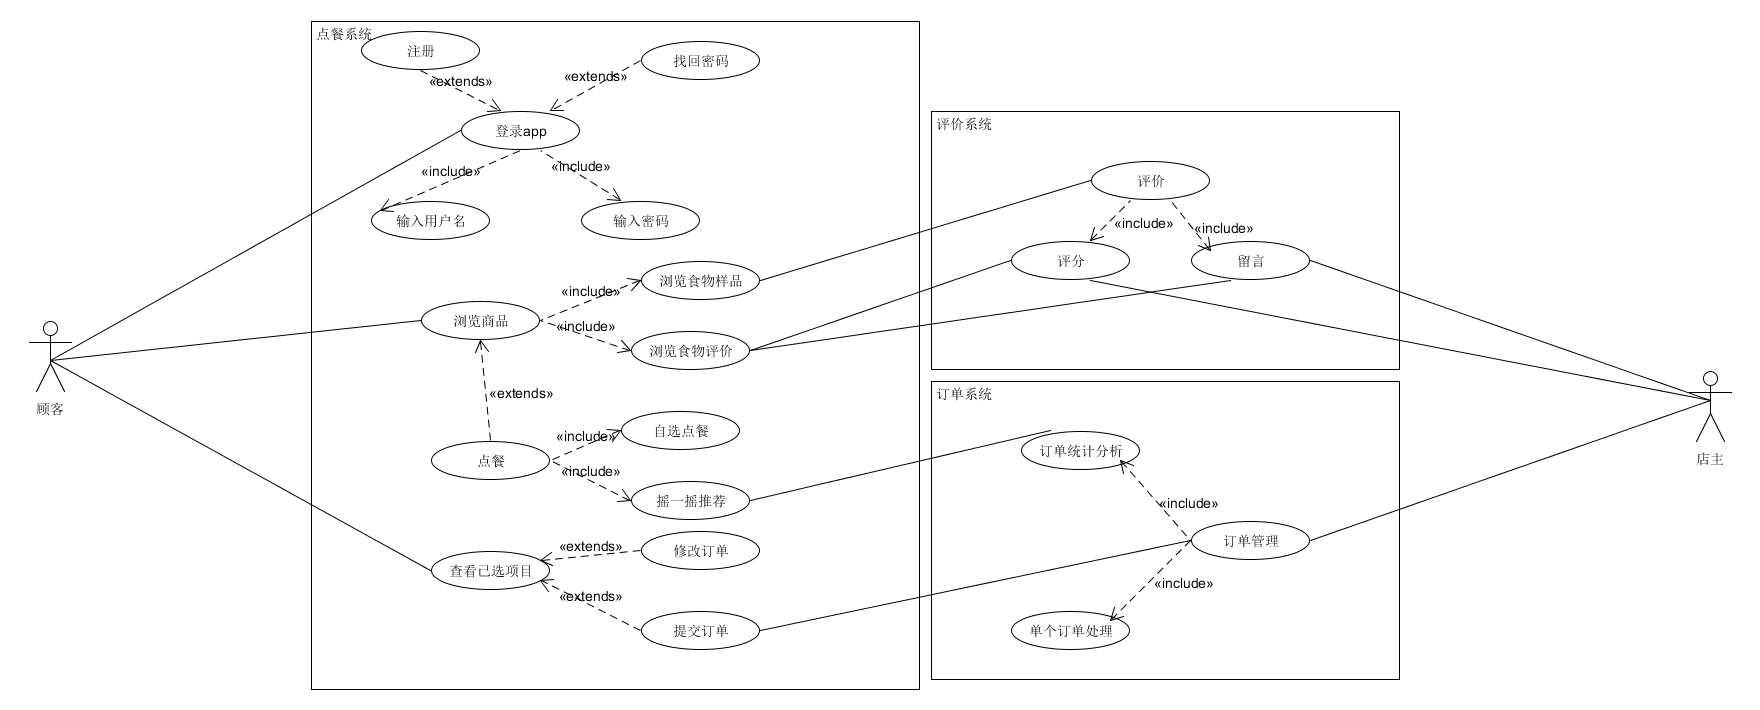 点餐系统
注册
找回密码
«extends»
«extends»
登录app
«include»
«include»
输入用户名
输入密码
浏览食物样品
«include»
浏览商品
«include»
浏览食物评价
«extends»
自选点餐
«include»
点餐
«include»
摇一摇推荐
修改订单
«extends»
查看已选项目
«extends»
提交订单
顾客
评价系统
评价
«include»
«include»
评分
留言
订单系统
订单统计分析
«include»
订单管理
«include»
单个订单处理
店主